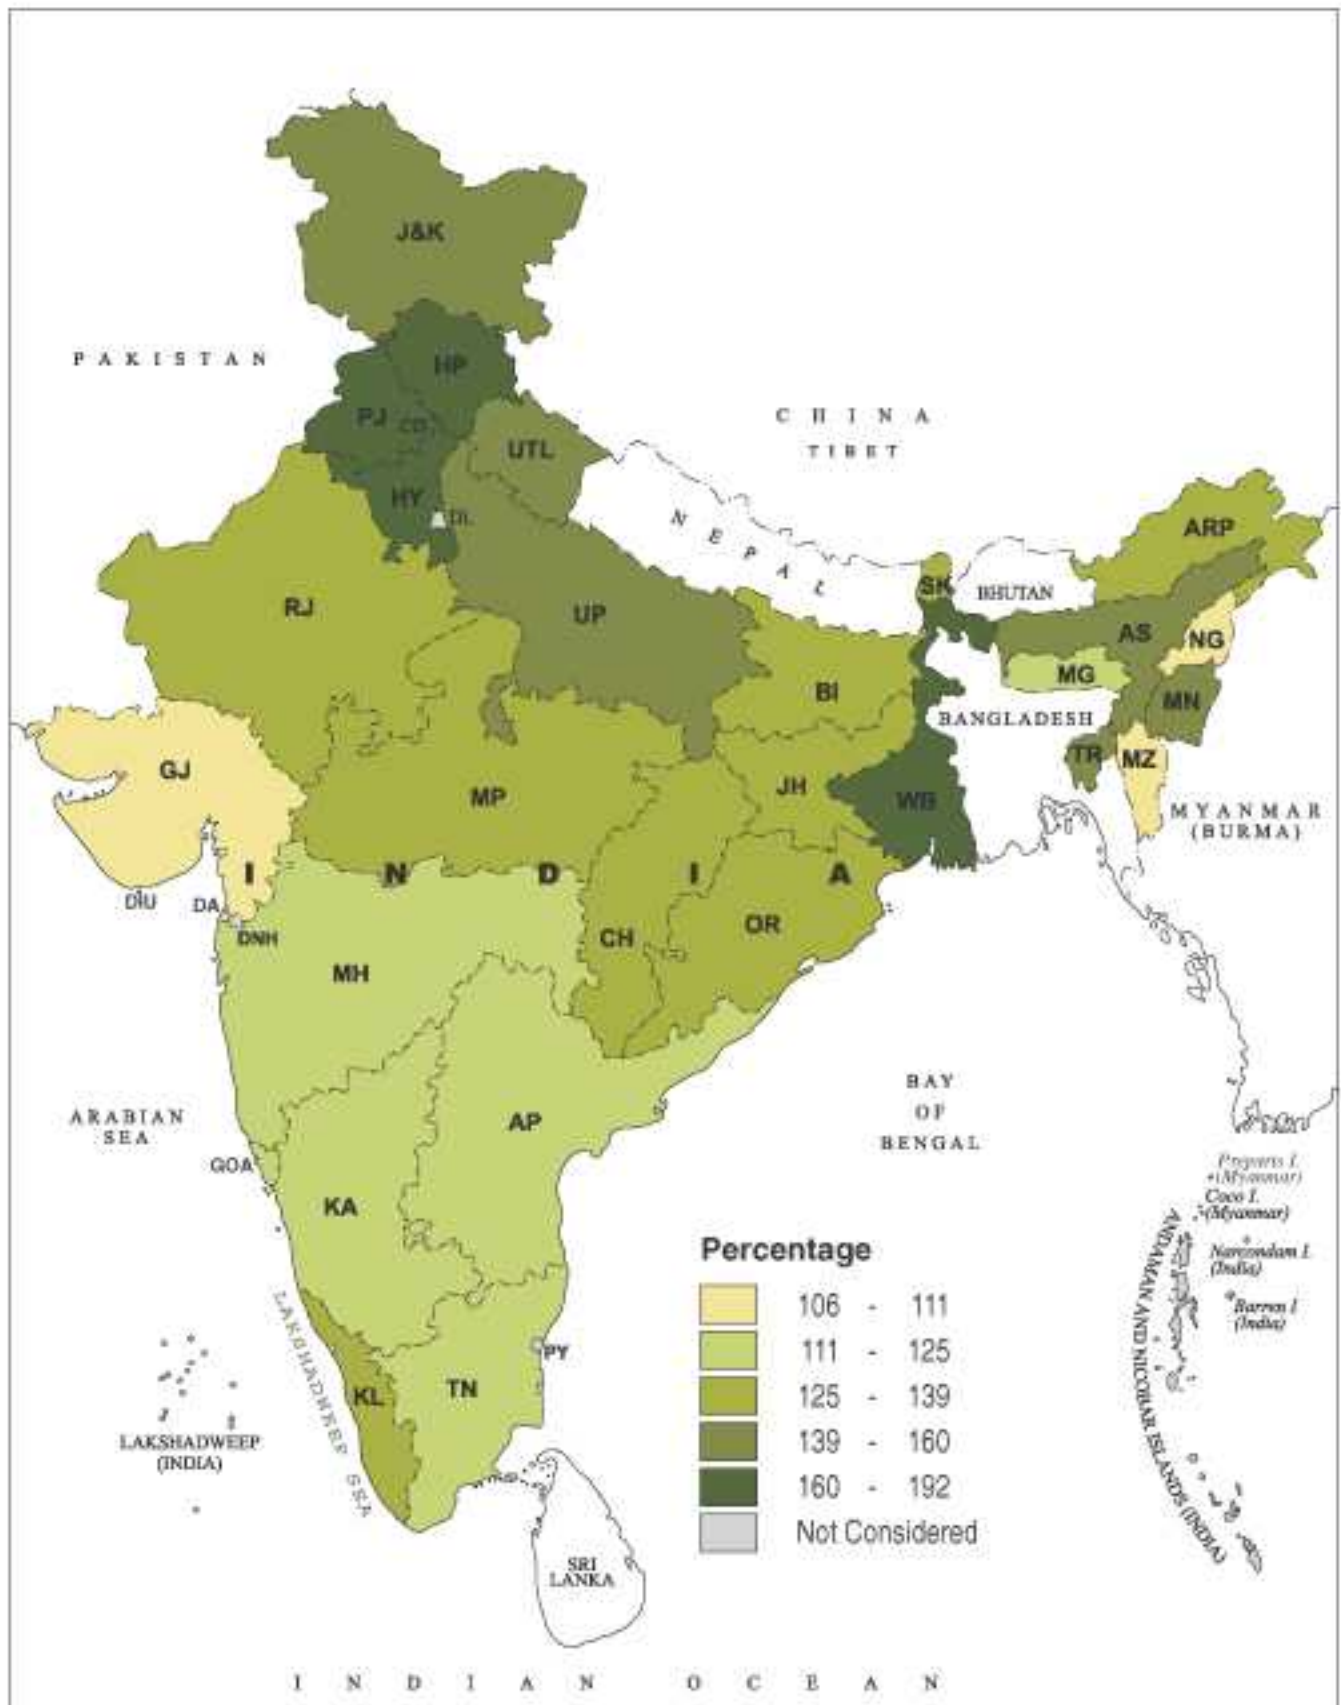 J&K
HP
PAKISTAN
PJ
CD
CHINA
TIBET
UTL
HY
DL
NEPAL
ARP
SK
BHUTAN
RJ
UP
AS
NG
MG
BI
MN
BANGLADESH
GJ
TR
MZ
MP
JH
WB
MYANMAR
(BURMA)
I N D I A
DIU
DA
OR
CH
DNH
MH
BAY
OF
BENGAL
ARABIAN
SEA
AP
GOA
Preparis I.
(Myanmar)
Coco I.
(Myanmar)
KA
Narcondam I.
(India)
Percentage
106 - 111
Barren I
(India)
111 - 125
PY
TN
KL
125 - 139
LAKSHADWEEP
(INDIA)
139 - 160
160 - 192
Not Considered
ANDAMAN AND NICOBAR ISLANDS (INDIA)
SEA
SRI
LANKA
INDIAN OCEAN